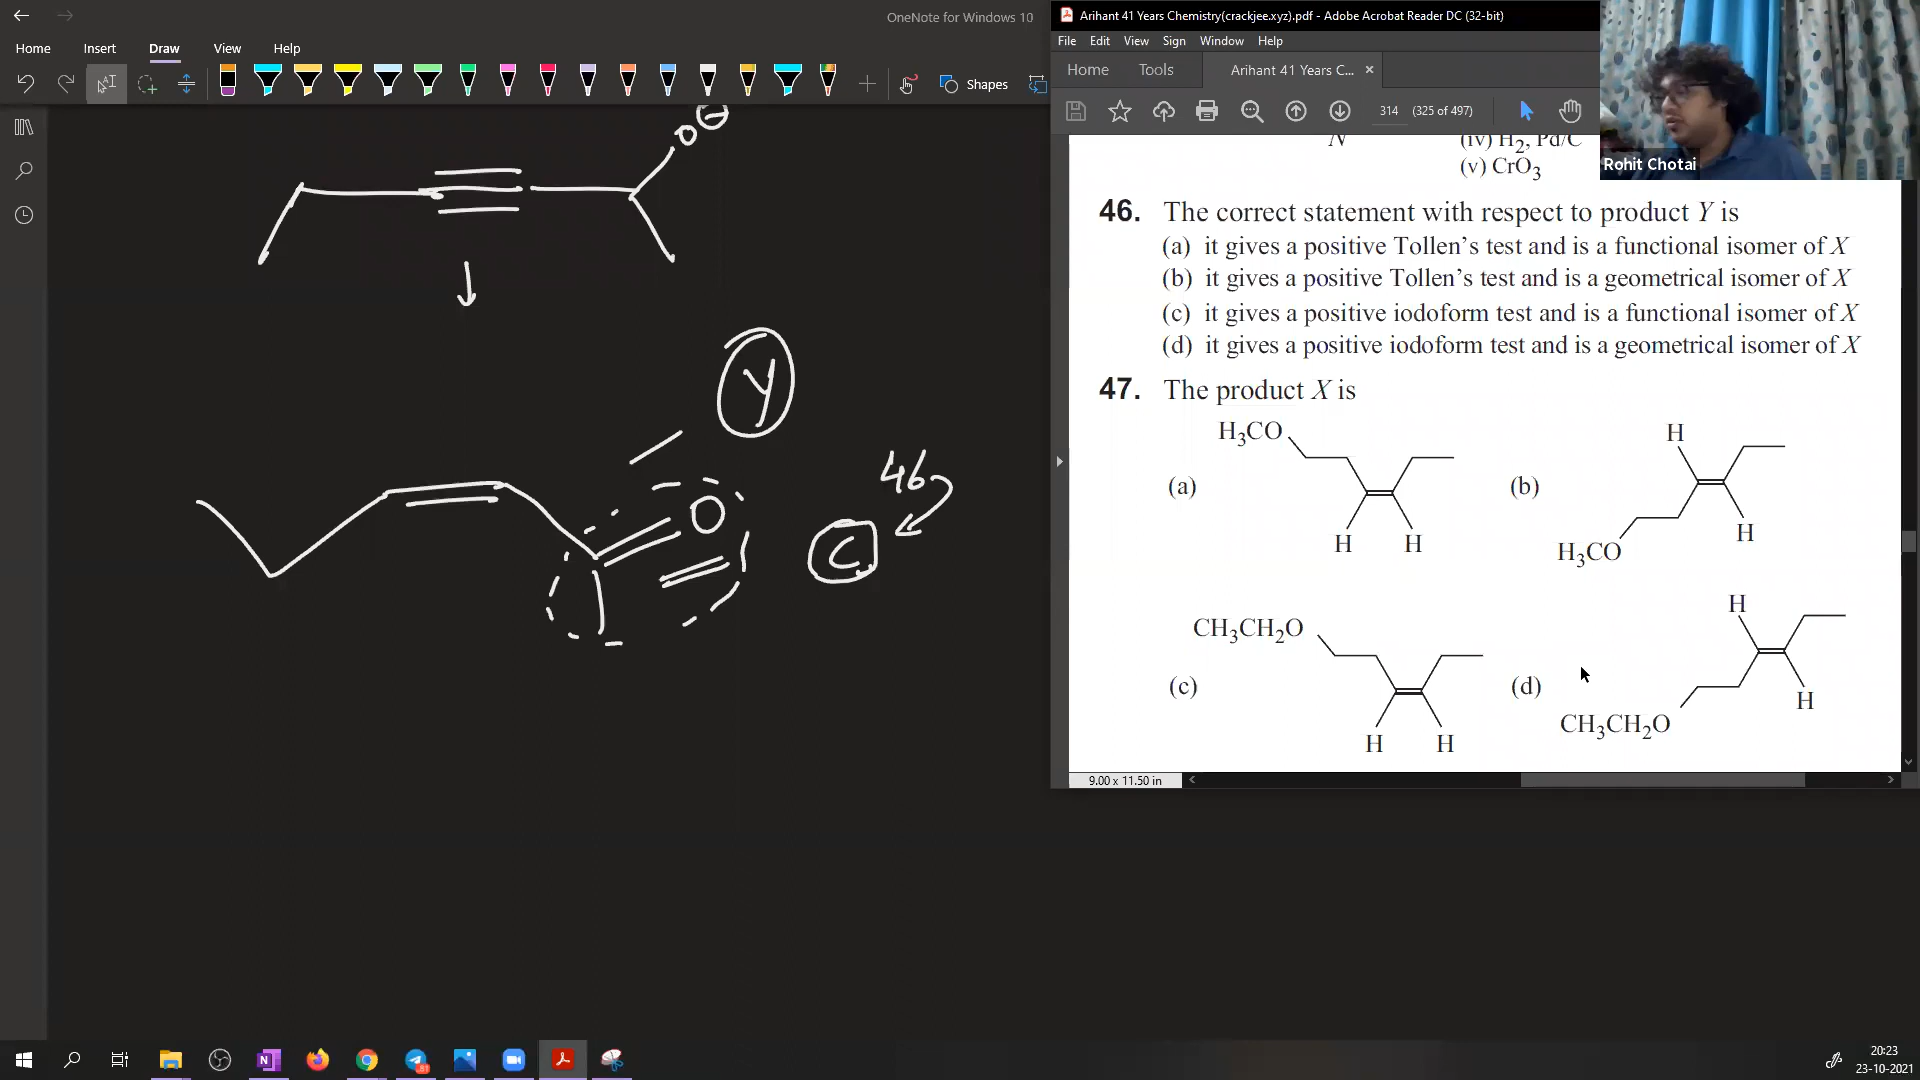 OneNote for Windows 10
Home Insert Draw View Help
Shapes
O⊖
Y
O
46
C
Arihant 41 Years Chemistry(crackjee.xyz).pdf - Adobe Acrobat Reader DC (32-bit)
File Edit View Sign Window Help
Home Tools Arihant 41 Years C... ×
314 (325 of 497)
Rohit Chotai
N (iv) H2, Pd/C
(v) CrO3
46. The correct statement with respect to product Y is
(a) it gives a positive Tollen's test and is a functional isomer of X
(b) it gives a positive Tollen's test and is a geometrical isomer of X
(c) it gives a positive iodoform test and is a functional isomer of X
(d) it gives a positive iodoform test and is a geometrical isomer of X
47. The product X is
(a) H3CO H H
(b) H H3CO H
(c) CH3CH2O H H
(d) H CH3CH2O H
9.00 x 11.50 in
20:23
23-10-2021